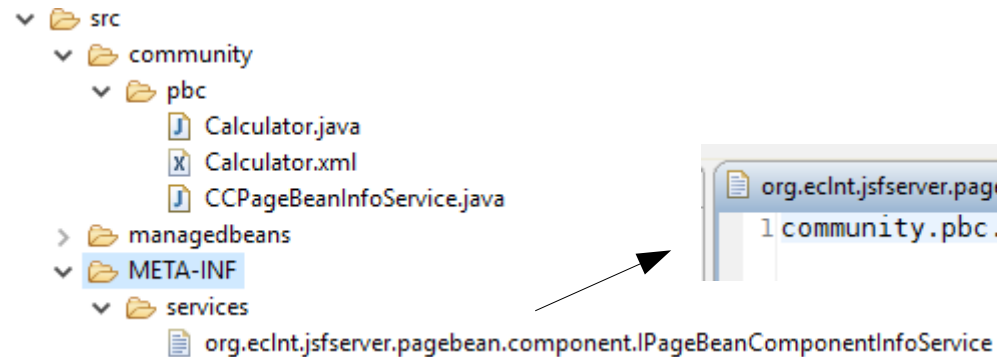 src
community
pbc
Calculator.java
Calculator.xml
CCPageBeanInfoService.java
managedbeans
META-INF
services
org.eclnt.jsfserver.pagebean.component.IPageBeanComponentInfoService
org.eclnt.jsfserver.page
1 community.pbc.